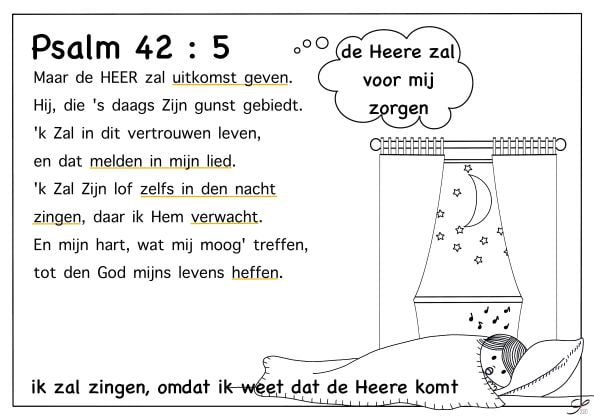 Psalm 42 : 5
Maar de HEER zal uitkomst geven.
Hij, die 's daags Zijn gunst gebiedt.
'k Zal in dit vertrouwen leven,
en dat melden in mijn lied.
'k Zal Zijn lof zelfs in den nacht
zingen, daar ik Hem verwacht.
En mijn hart, wat mij moog' treffen,
tot den God mijns levens heffen.
de Heere zal
voor mij
zorgen
ik zal zingen, omdat ik weet dat de Heere komt